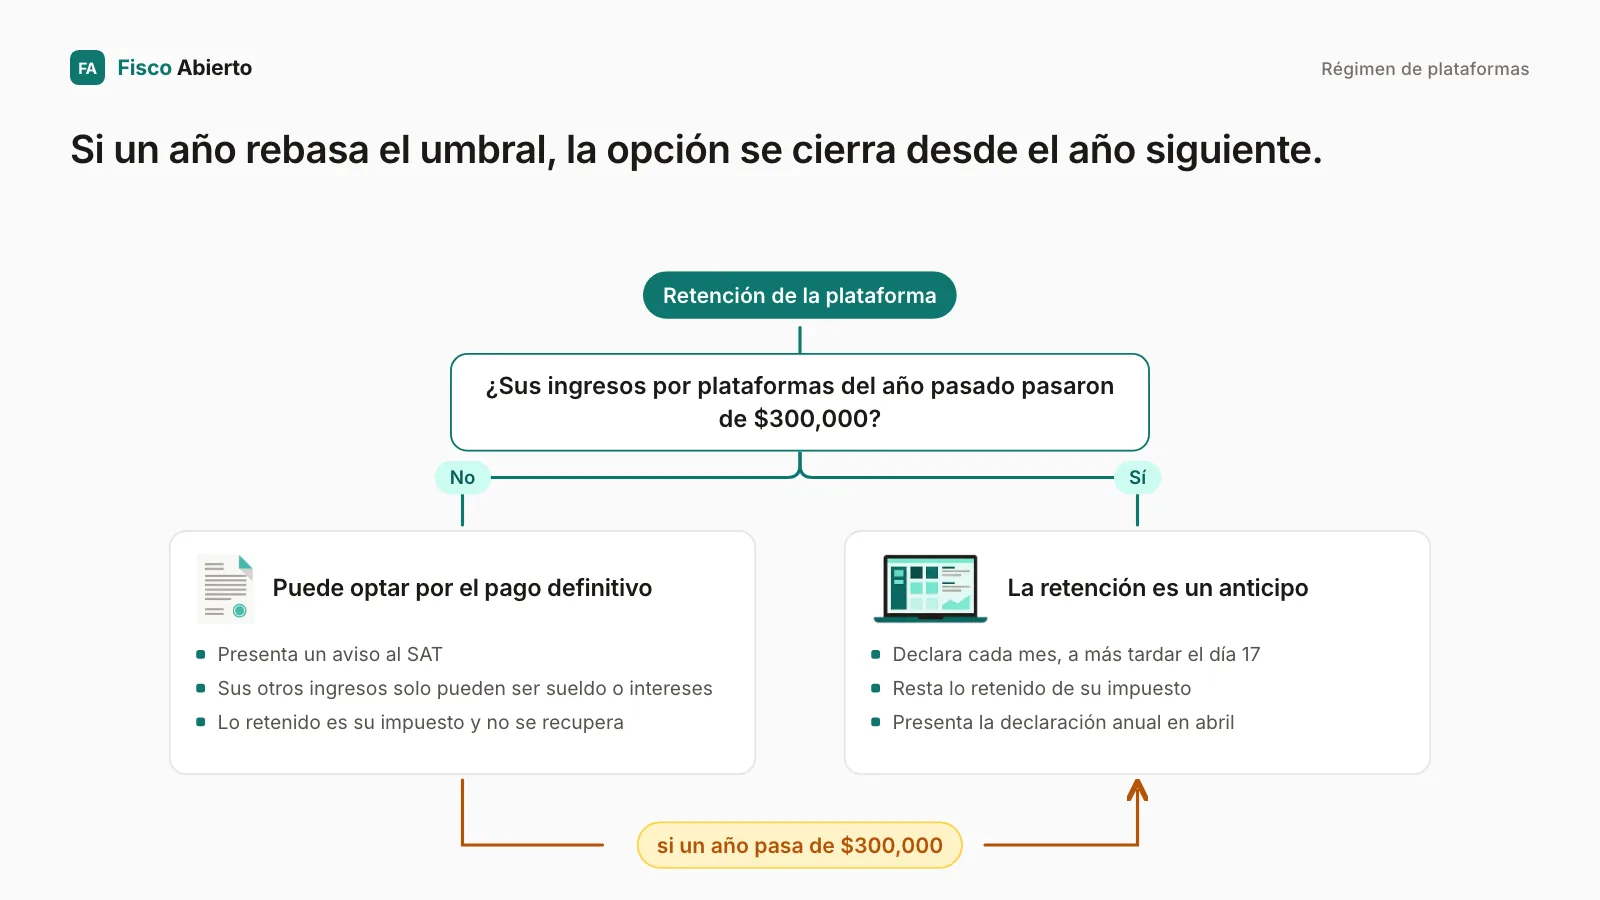 FA
Fisco Abierto
Régimen de plataformas
Si un año rebasa el umbral, la opción se cierra desde el año siguiente.
Retención de la plataforma
¿Sus ingresos por plataformas del año pasado pasaron
de $300,000?
No
Sí
Puede optar por el pago definitivo
Presenta un aviso al SAT
Sus otros ingresos solo pueden ser sueldo o intereses
Lo retenido es su impuesto y no se recupera
La retención es un anticipo
Declara cada mes, a más tardar el día 17
Resta lo retenido de su impuesto
Presenta la declaración anual en abril
si un año pasa de $300,000